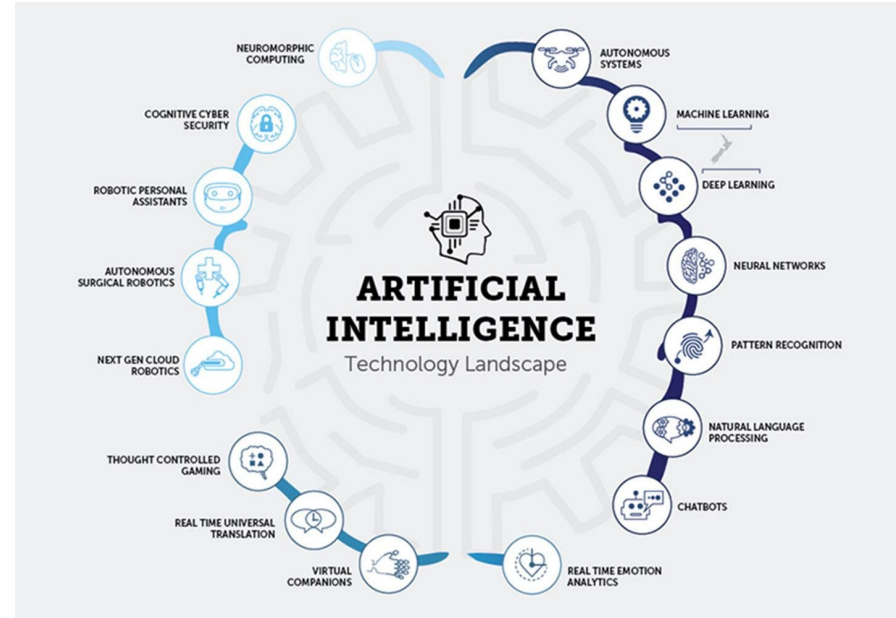 ARTIFICIAL
INTELLIGENCE
Technology Landscape
NEUROMORPHIC
COMPUTING
COGNITIVE CYBER
SECURITY
ROBOTIC PERSONAL
ASSISTANTS
AUTONOMOUS
SURGICAL ROBOTICS
NEXT GEN CLOUD
ROBOTICS
THOUGHT CONTROLLED
GAMING
REAL TIME UNIVERSAL
TRANSLATION
VIRTUAL
COMPANIONS
AUTONOMOUS
SYSTEMS
MACHINE LEARNING
DEEP LEARNING
NEURAL NETWORKS
PATTERN RECOGNITION
NATURAL LANGUAGE
PROCESSING
CHATBOTS
REAL TIME EMOTION
ANALYTICS